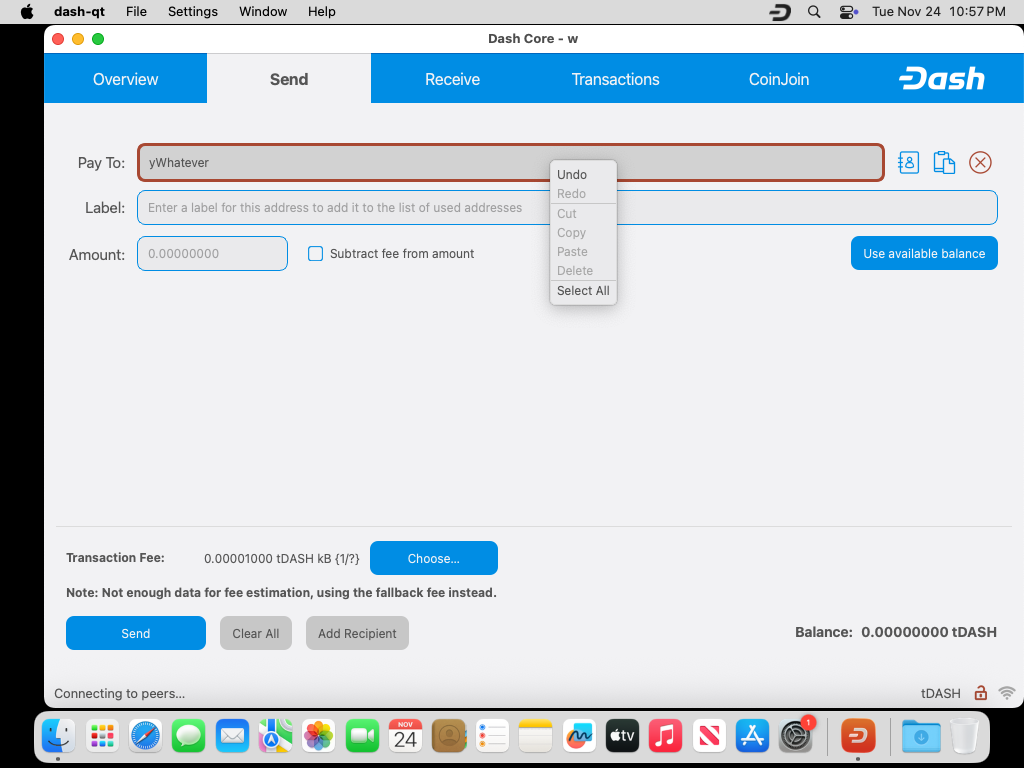 dash-qt File Settings Window Help Tue Nov 24 10:57 PM
Dash Core - w
Overview Send Receive Transactions CoinJoin Dash
Pay To: yWhatever
Label: Enter a label for this address to add it to the list of used addresses
Amount: 0.00000000 Subtract fee from amount Use available balance
Undo
Redo
Cut
Copy
Paste
Delete
Select All
Transaction Fee: 0.00001000 tDASH kB {1/?} Choose...
Note: Not enough data for fee estimation, using the fallback fee instead.
Send Clear All Add Recipient Balance: 0.00000000 tDASH
Connecting to peers... tDASH
NOV
24
tv
1